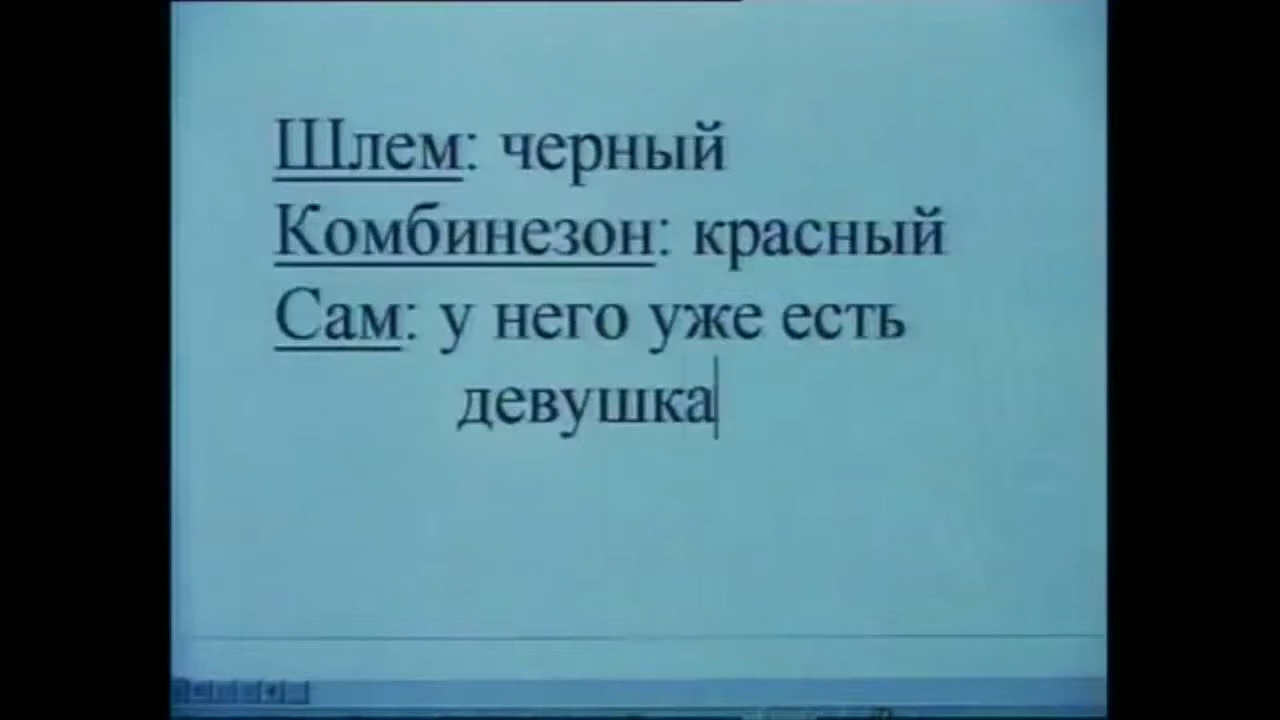 Шлем: черный
Комбинезон: красный
Сам: у него уже есть
девушка